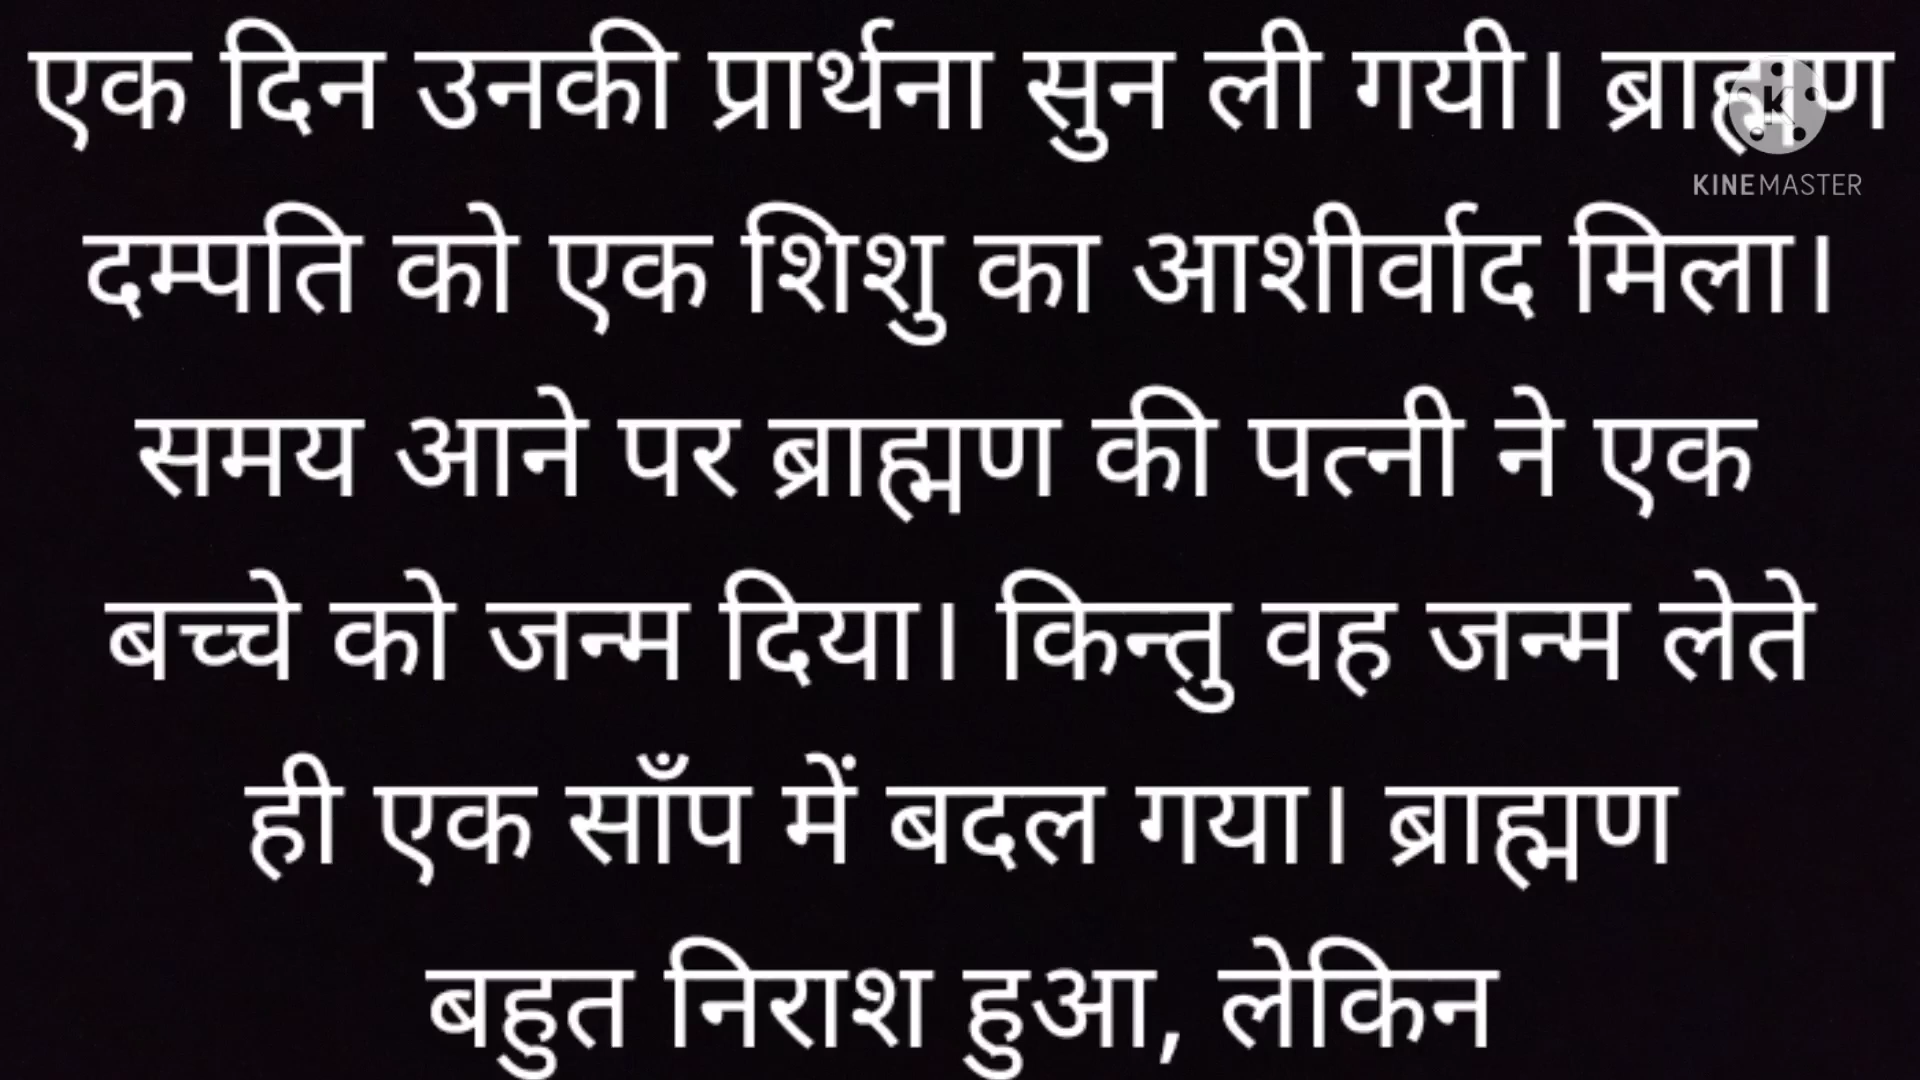 एक दिन उनकी प्रार्थना सुन ली गयी। ब्राह्मण
KINEMASTER
दम्पति को एक शिशु का आशीर्वाद मिला।
समय आने पर ब्राह्मण की पत्नी ने एक
बच्चे को जन्म दिया। किन्तु वह जन्म लेते
ही एक साँप में बदल गया। ब्राह्मण
बहुत निराश हुआ, लेकिन